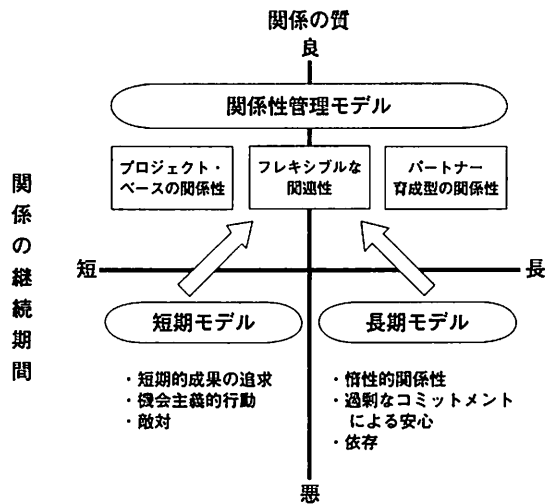 関係の質
良
関係性管理モデル
プロジェクト・
ベースの関係性
フレキシブルな
関連性
パートナー
育成型の関係性
関係の継続期間
短
長
短期モデル
長期モデル
・短期的成果の追求
・機会主義的行動
・敵対
・惰性的関係性
・過剰なコミットメント
による安心
・依存
悪